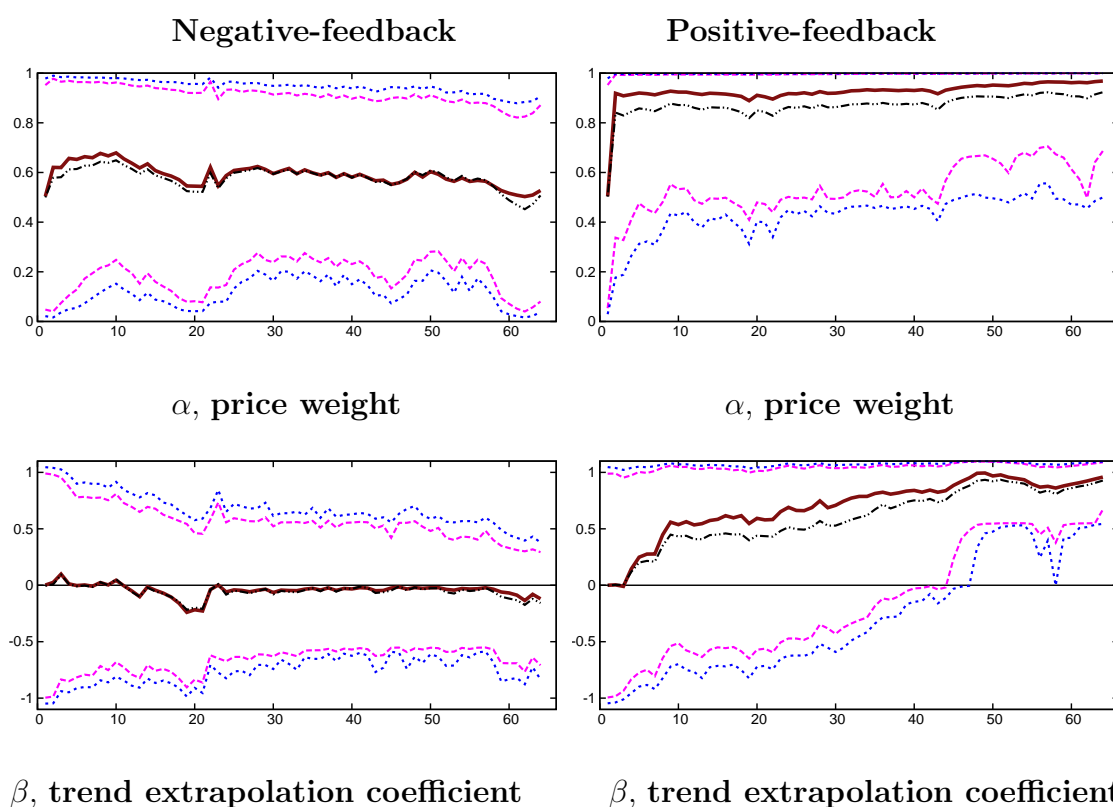 Negative-feedback
Positive-feedback
1
0.8
0.6
0.4
0.2
0
0 10 20 30 40 50 60
1
0.8
0.6
0.4
0.2
0
0 10 20 30 40 50 60
α, price weight
α, price weight
1
0.5
0
-0.5
-1
0 10 20 30 40 50 60
1
0.5
0
-0.5
-1
0 10 20 30 40 50 60
β, trend extrapolation coefficient
β, trend extrapolation coefficient